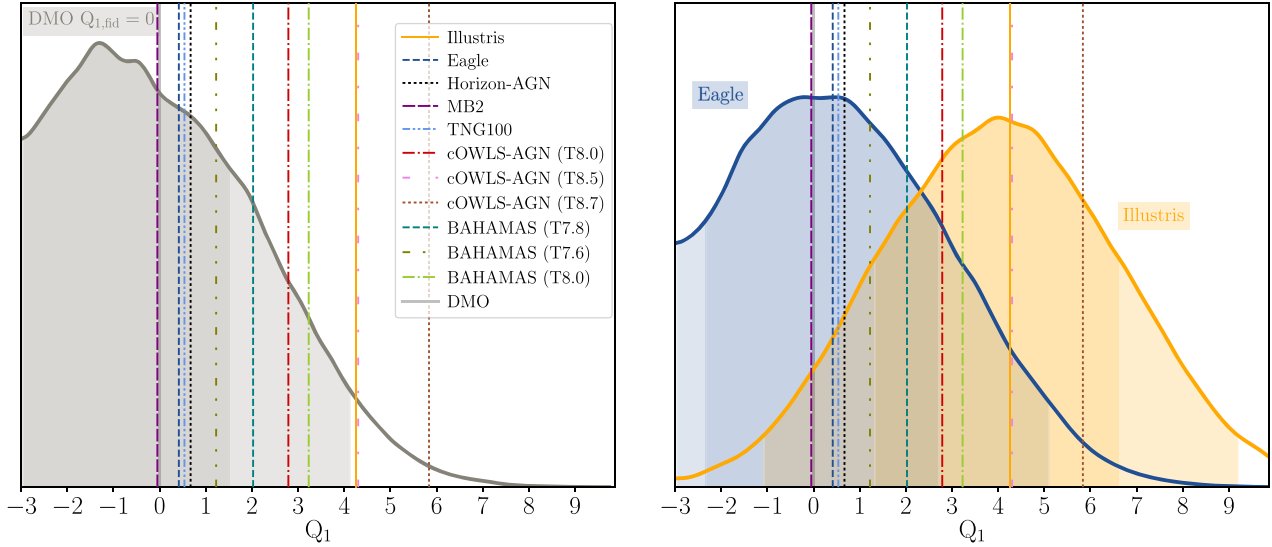 DMO Q1,fid = 0
Illustris
Eagle
Horizon-AGN
MB2
TNG100
cOWLS-AGN (T8.0)
cOWLS-AGN (T8.5)
cOWLS-AGN (T8.7)
BAHAMAS (T7.8)
BAHAMAS (T7.6)
BAHAMAS (T8.0)
DMO
−3 −2 −1 0 1 2 3 4 5 6 7 8 9
Q1
Eagle
Illustris
−3 −2 −1 0 1 2 3 4 5 6 7 8 9
Q1